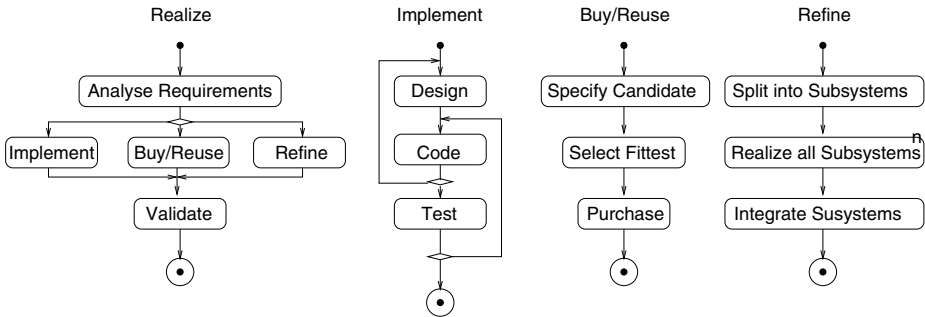 Realize
Implement
Buy/Reuse
Refine
Analyse Requirements
Design
Specify Candidate
Split into Subsystems
Implement
Buy/Reuse
Refine
Code
Select Fittest
Realize all Subsystems n
Validate
Test
Purchase
Integrate Susystems